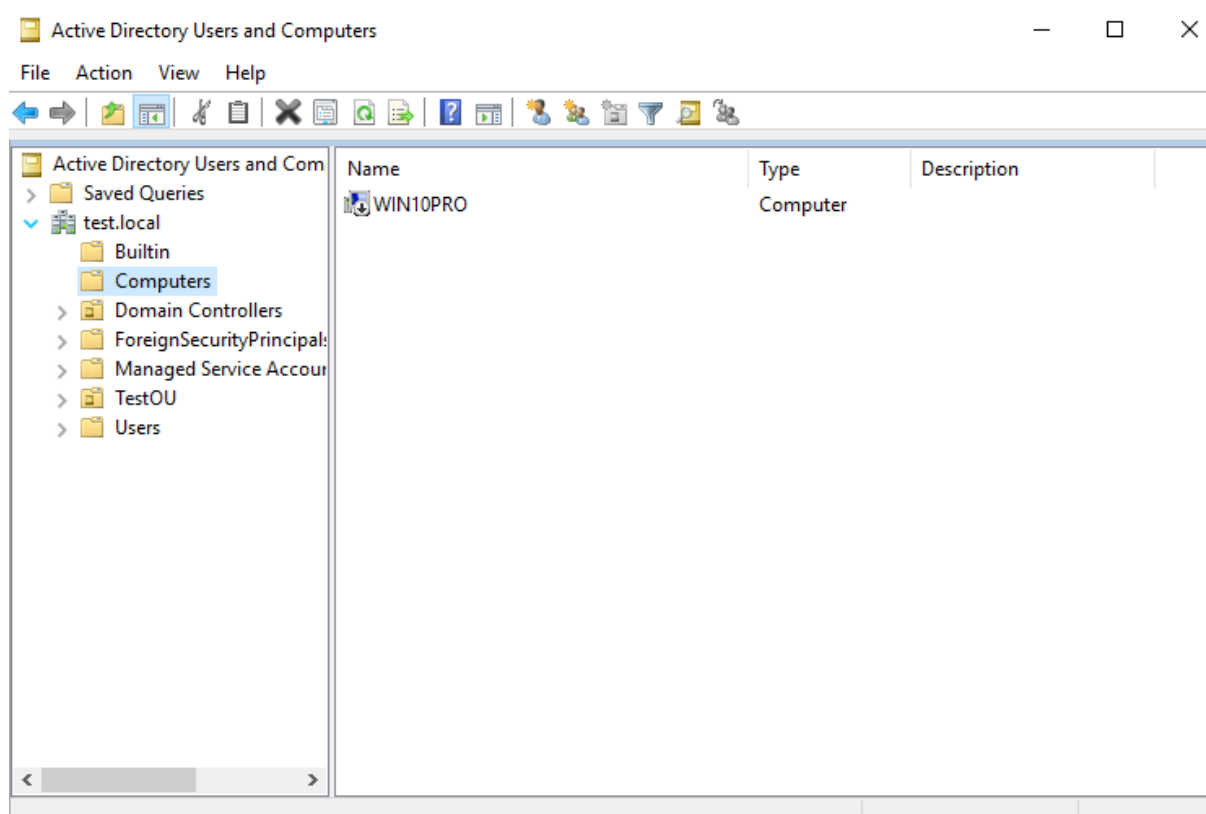 Active Directory Users and Computers
File Action View Help
Active Directory Users and Com
Saved Queries
test.local
Builtin
Computers
Domain Controllers
ForeignSecurityPrincipals
Managed Service Accour
TestOU
Users
Name Type Description
WIN10PRO Computer